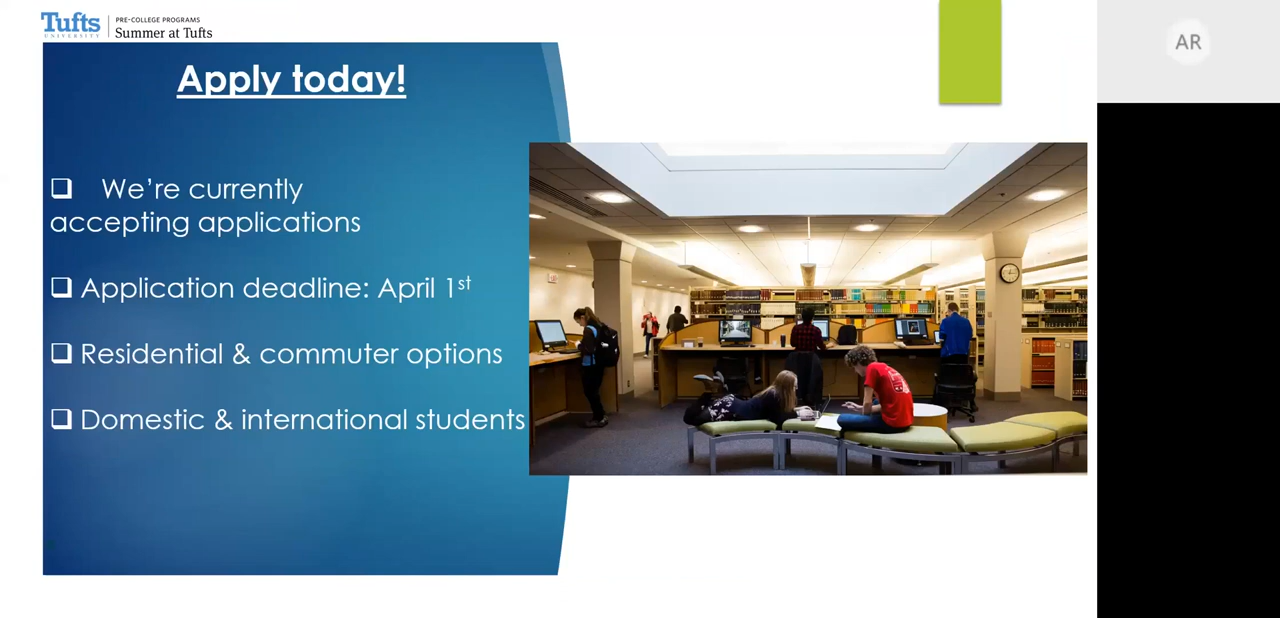 Tufts
UNIVERSITY
PRE-COLLEGE PROGRAMS
Summer at Tufts
Apply today!
❑ We’re currently
accepting applications
❑ Application deadline: April 1st
❑ Residential & commuter options
❑ Domestic & international students
AR